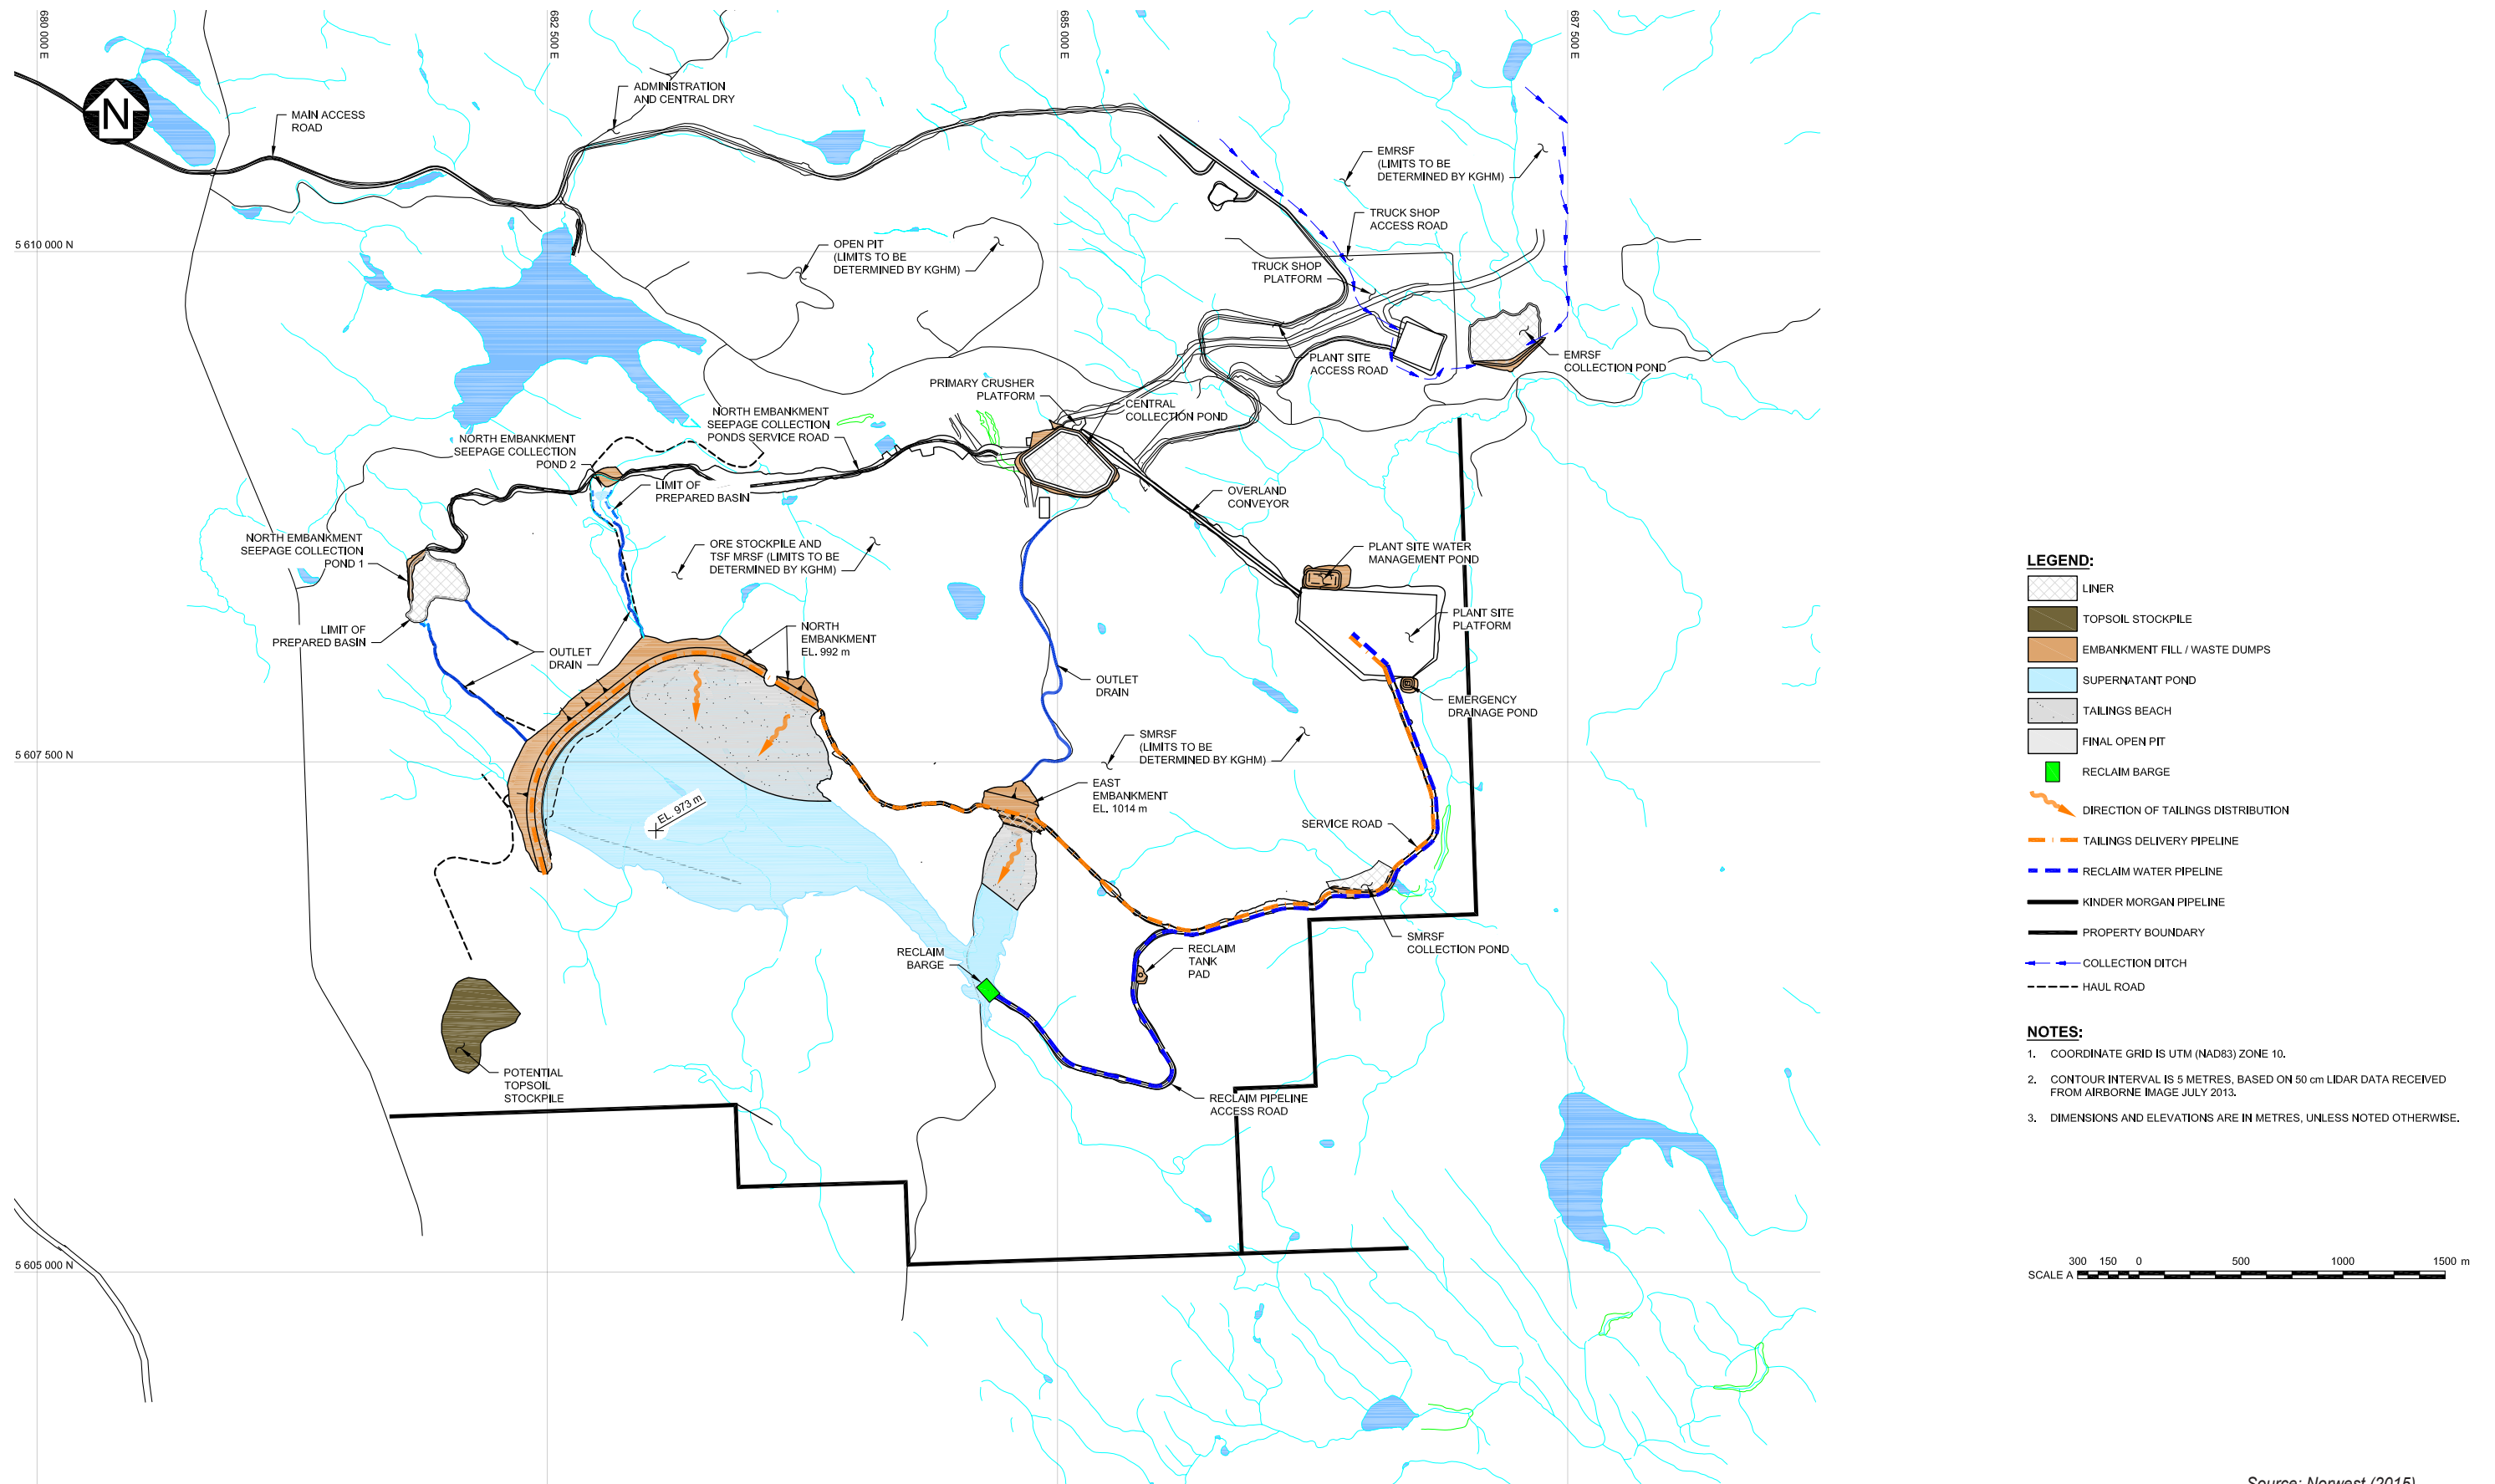 680 000 E
682 500 E
685 000 E
687 500 E
N
MAIN ACCESS
ROAD
ADMINISTRATION
AND CENTRAL DRY
EMRSF
(LIMITS TO BE
DETERMINED BY KGHM)
TRUCK SHOP
ACCESS ROAD
5 610 000 N
OPEN PIT
(LIMITS TO BE
DETERMINED BY KGHM)
TRUCK SHOP
PLATFORM
PLANT SITE
ACCESS ROAD
EMRSF
COLLECTION POND
PRIMARY CRUSHER
PLATFORM
CENTRAL
COLLECTION POND
NORTH EMBANKMENT
SEEPAGE COLLECTION
PONDS SERVICE ROAD
NORTH EMBANKMENT
SEEPAGE COLLECTION
POND 2
LIMIT OF
PREPARED BASIN
OVERLAND
CONVEYOR
NORTH EMBANKMENT
SEEPAGE COLLECTION
POND 1
ORE STOCKPILE AND
TSF MRSF (LIMITS TO BE
DETERMINED BY KGHM)
PLANT SITE WATER
MANAGEMENT POND
LIMIT OF
PREPARED BASIN
OUTLET
DRAIN
NORTH
EMBANKMENT
EL. 992 m
PLANT SITE
PLATFORM
OUTLET
DRAIN
EMERGENCY
DRAINAGE POND
5 607 500 N
SMRSF
(LIMITS TO BE
DETERMINED BY KGHM)
EAST
EMBANKMENT
EL. 1014 m
EL. 973 m
SERVICE ROAD
RECLAIM
BARGE
RECLAIM
TANK
PAD
SMRSF
COLLECTION POND
POTENTIAL
TOPSOIL
STOCKPILE
RECLAIM PIPELINE
ACCESS ROAD
5 605 000 N
LEGEND:
LINER
TOPSOIL STOCKPILE
EMBANKMENT FILL / WASTE DUMPS
SUPERNATANT POND
TAILINGS BEACH
FINAL OPEN PIT
RECLAIM BARGE
DIRECTION OF TAILINGS DISTRIBUTION
TAILINGS DELIVERY PIPELINE
RECLAIM WATER PIPELINE
KINDER MORGAN PIPELINE
PROPERTY BOUNDARY
COLLECTION DITCH
HAUL ROAD
NOTES:
1. COORDINATE GRID IS UTM (NAD83) ZONE 10.
2. CONTOUR INTERVAL IS 5 METRES, BASED ON 50 cm LIDAR DATA RECEIVED
FROM AIRBORNE IMAGE JULY 2013.
3. DIMENSIONS AND ELEVATIONS ARE IN METRES, UNLESS NOTED OTHERWISE.
300 150 0 500 1000 1500 m
SCALE A
Source: Norwest (2015)